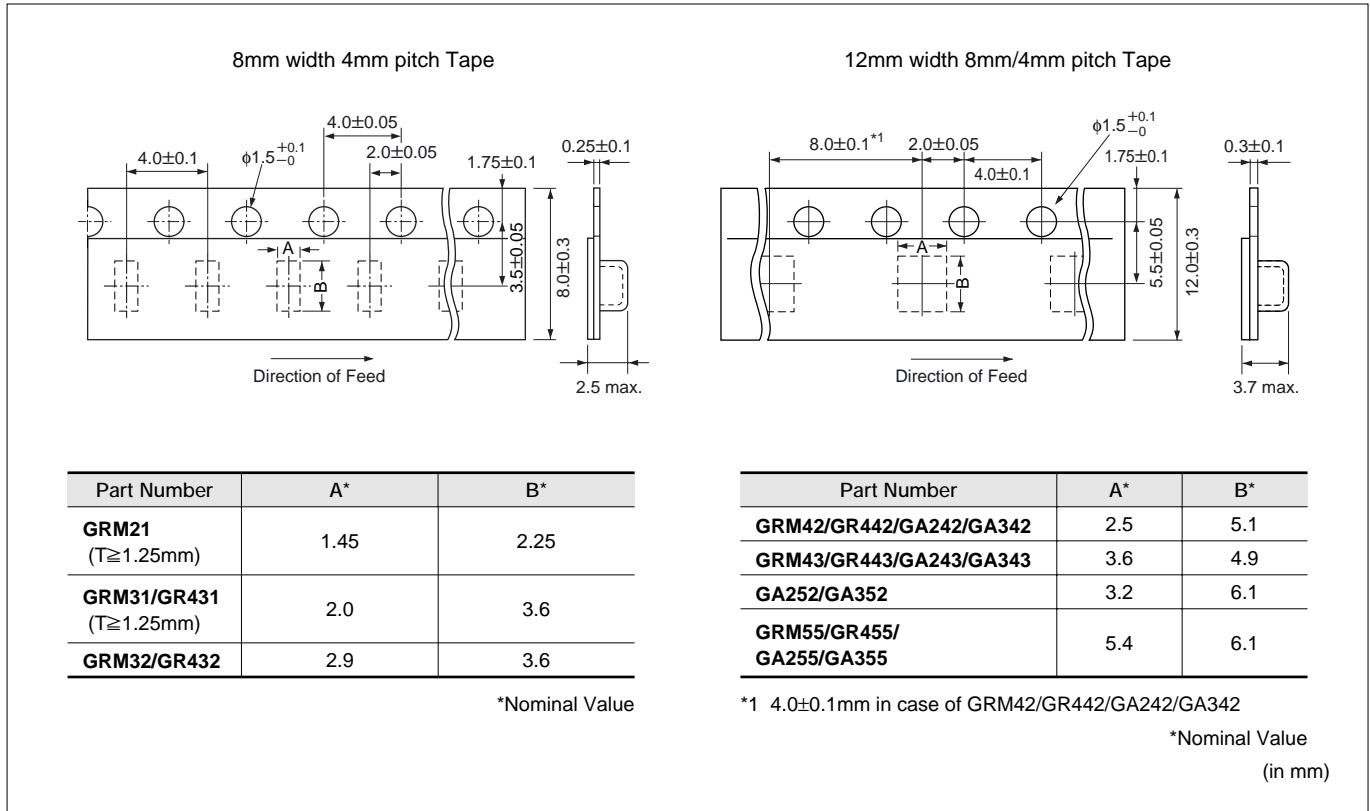 8mm width 4mm pitch Tape
4.0±0.1
φ1.5 +0.1 −0
4.0±0.05
2.0±0.05
1.75±0.1
0.25±0.1
A
B
3.5±0.05
8.0±0.3
Direction of Feed
2.5 max.
12mm width 8mm/4mm pitch Tape
8.0±0.1 *1
2.0±0.05
4.0±0.1
φ1.5 +0.1 −0
1.75±0.1
0.3±0.1
A
B
5.5±0.05
12.0±0.3
Direction of Feed
3.7 max.
Part Number A* B*
GRM21
(T≧1.25mm)
1.45 2.25
GRM31/GR431
(T≧1.25mm)
2.0 3.6
GRM32/GR432 2.9 3.6
*Nominal Value
Part Number A* B*
GRM42/GR442/GA242/GA342 2.5 5.1
GRM43/GR443/GA243/GA343 3.6 4.9
GA252/GA352 3.2 6.1
GRM55/GR455/
GA255/GA355
5.4 6.1
*1 4.0±0.1mm in case of GRM42/GR442/GA242/GA342
*Nominal Value
(in mm)